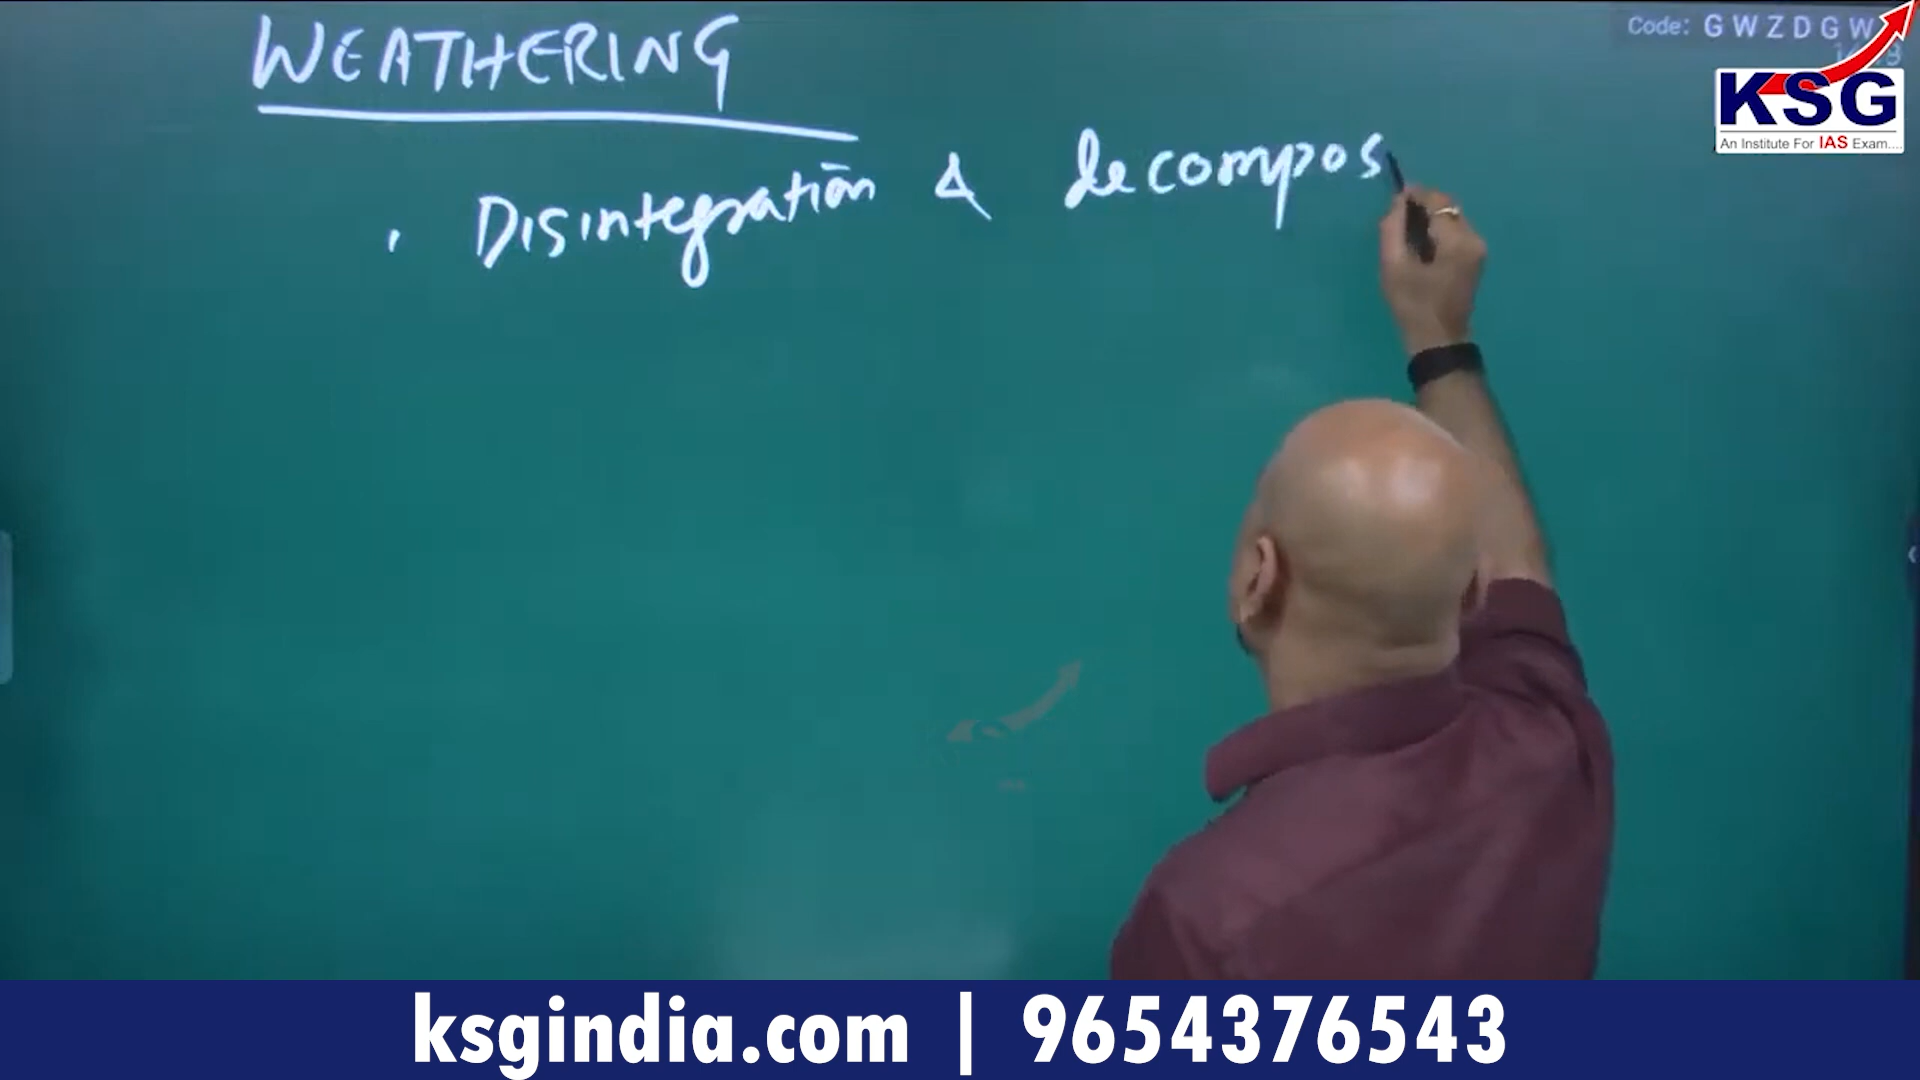 WEATHERING
Code: GWZDGW
KSG
An Institute For IAS Exam....
. Disintegration & decompos
ksgindia.com | 9654376543